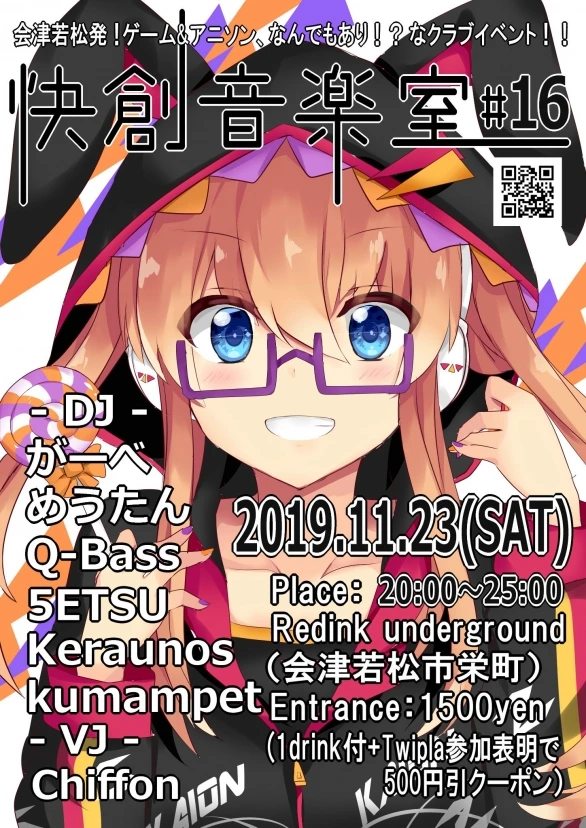 会津若松発!ゲーム&アニソン、なんでもあり!?なクラブイベント!!
快創音楽室 #16
- DJ -
がーべ
めうたん
Q-Bass
5ETSU
Keraunos
kumampet
- VJ -
Chiffon
2019.11.23(SAT)
Place: 20:00～25:00
Redink underground
(会津若松市栄町)
Entrance:1500yen
(1drink付+Twipla参加表明で
500円引クーポン)
KAION